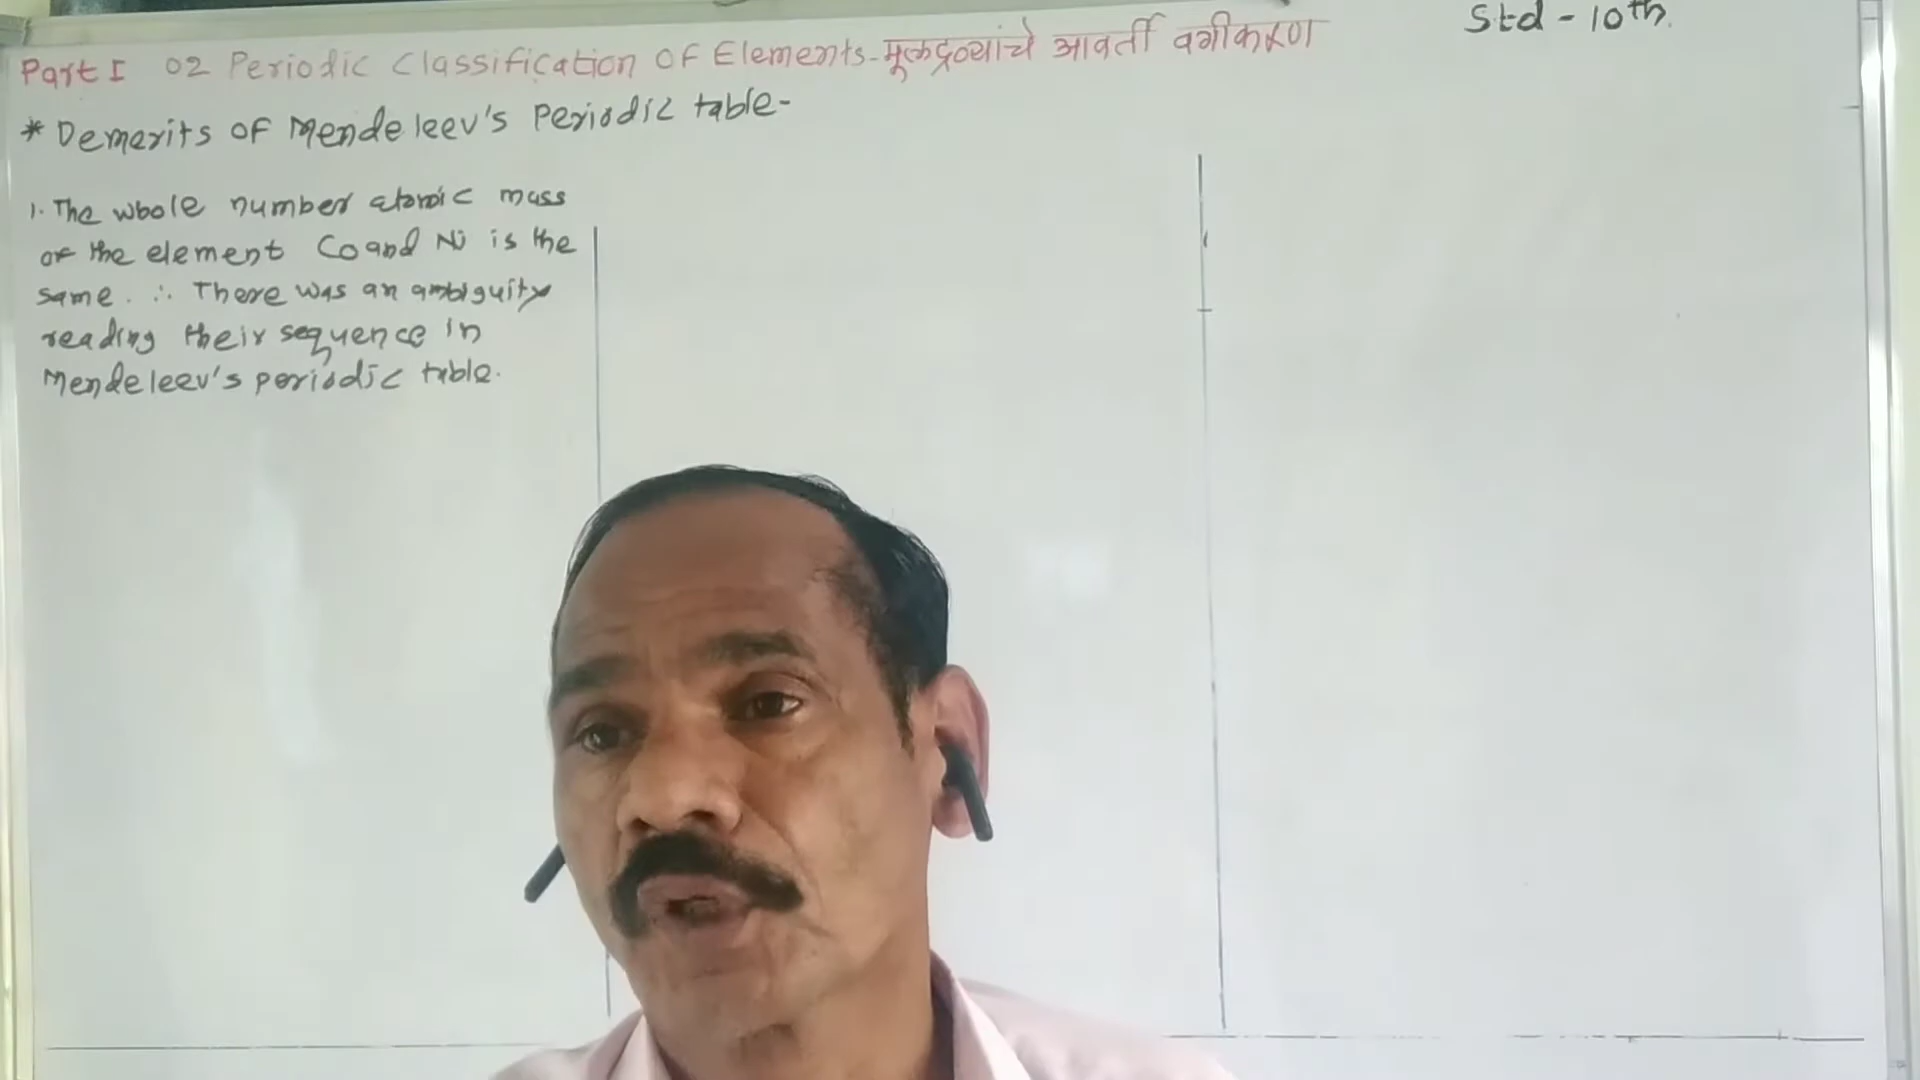 Std - 10th.
Part I 02 Periodic Classification Of Elements - मूलद्रव्यांचे आवर्ती वर्गीकरण
* Demerits of Mendeleev's Periodic table-
1. The whole number atomic mass
of the element Co and Ni is the
same. ∴ There was an ambiguity
reading their sequence in
Mendeleev's periodic table.